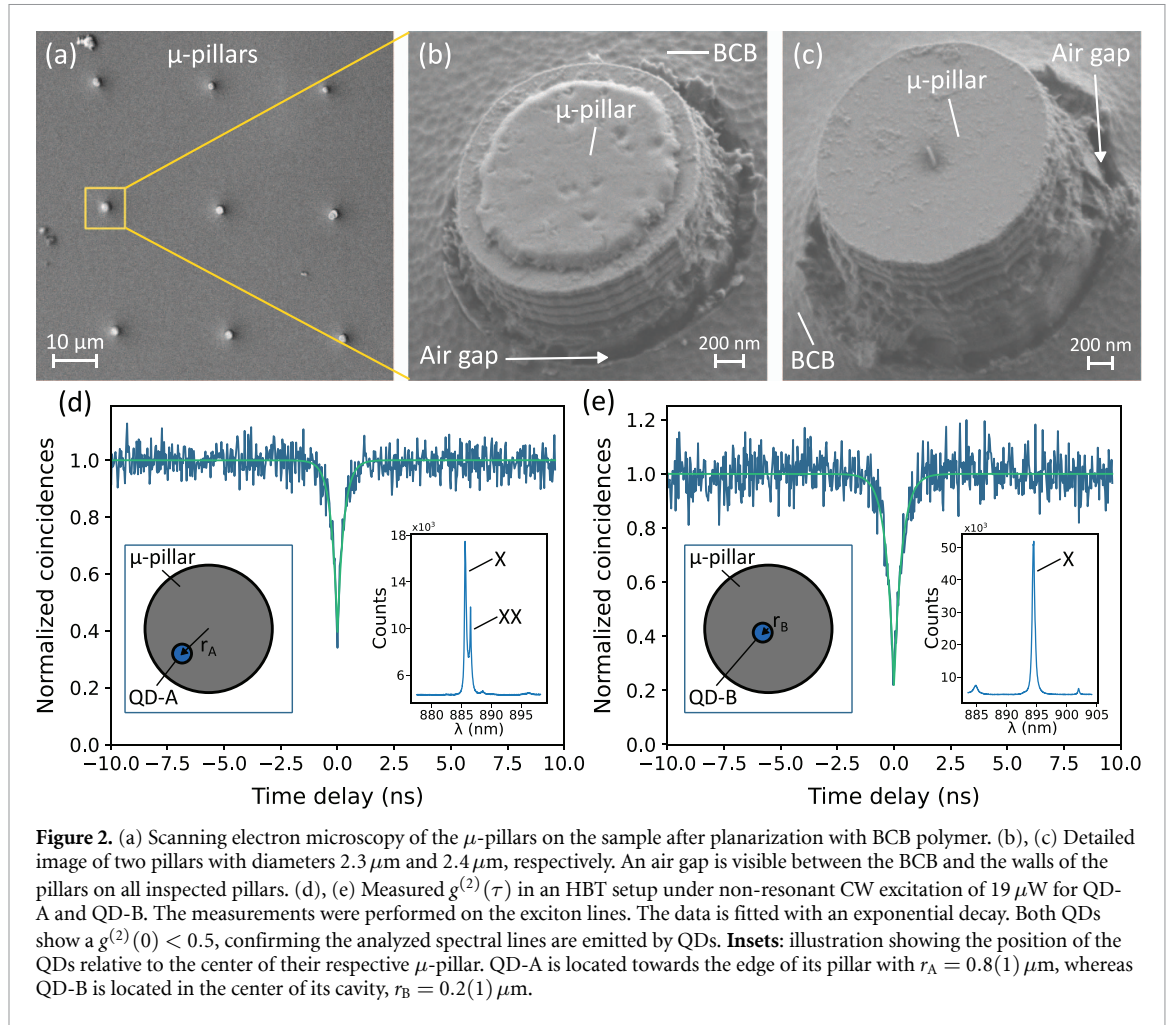 (a)
μ-pillars
10 μm
(b)
BCB
μ-pillar
Air gap
200 nm
(c)
Air gap
μ-pillar
BCB
200 nm
(d)
Normalized coincidences
1.0
0.8
0.6
0.4
0.2
0.0
−10.0 −7.5 −5.0 −2.5 0.0 2.5 5.0 7.5 10.0
Time delay (ns)
μ-pillar
r_A
QD-A
×10³
Counts
18
14
10
6
X
XX
880 885 890 895
λ (nm)
(e)
Normalized coincidences
1.2
1.0
0.8
0.6
0.4
0.2
0.0
−10.0 −7.5 −5.0 −2.5 0.0 2.5 5.0 7.5 10.0
Time delay (ns)
μ-pillar
r_B
QD-B
×10³
Counts
50
40
30
20
10
X
885 890 895 900 905
λ (nm)
Figure 2. (a) Scanning electron microscopy of the μ-pillars on the sample after planarization with BCB polymer. (b), (c) Detailed
image of two pillars with diameters 2.3 μm and 2.4 μm, respectively. An air gap is visible between the BCB and the walls of the
pillars on all inspected pillars. (d), (e) Measured g⁽²⁾(τ) in an HBT setup under non-resonant CW excitation of 19 μW for QD-
A and QD-B. The measurements were performed on the exciton lines. The data is fitted with an exponential decay. Both QDs
show a g⁽²⁾(0) < 0.5, confirming the analyzed spectral lines are emitted by QDs. Insets: illustration showing the position of the
QDs relative to the center of their respective μ-pillar. QD-A is located towards the edge of its pillar with r_A = 0.8(1) μm, whereas
QD-B is located in the center of its cavity, r_B = 0.2(1) μm.